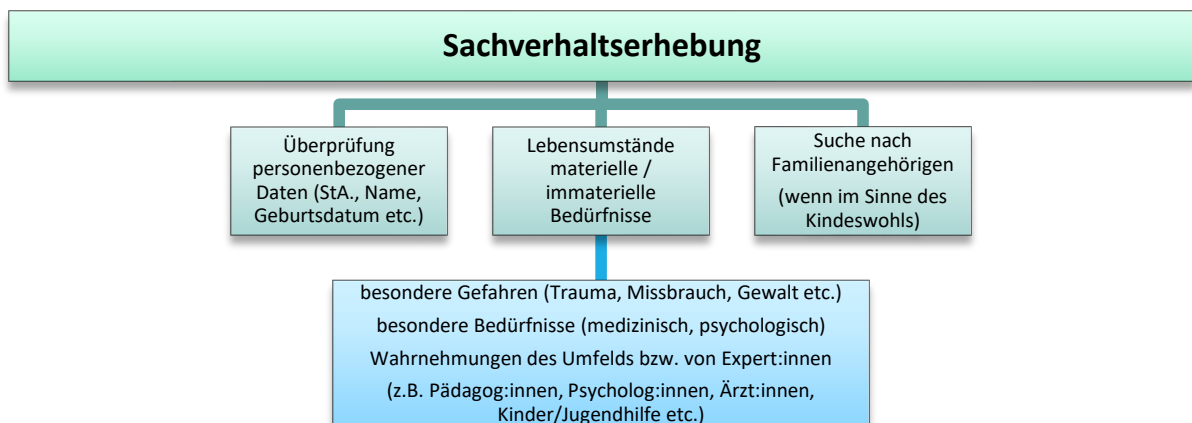 Sachverhaltserhebung
Überprüfung
personenbezogener
Daten (StA., Name,
Geburtsdatum etc.)
Lebensumstände
materielle /
immaterielle
Bedürfnisse
Suche nach
Familienangehörigen
(wenn im Sinne des
Kindeswohls)
besondere Gefahren (Trauma, Missbrauch, Gewalt etc.)
besondere Bedürfnisse (medizinisch, psychologisch)
Wahrnehmungen des Umfelds bzw. von Expert:innen
(z.B. Pädagog:innen, Psycholog:innen, Ärzt:innen,
Kinder/Jugendhilfe etc.)